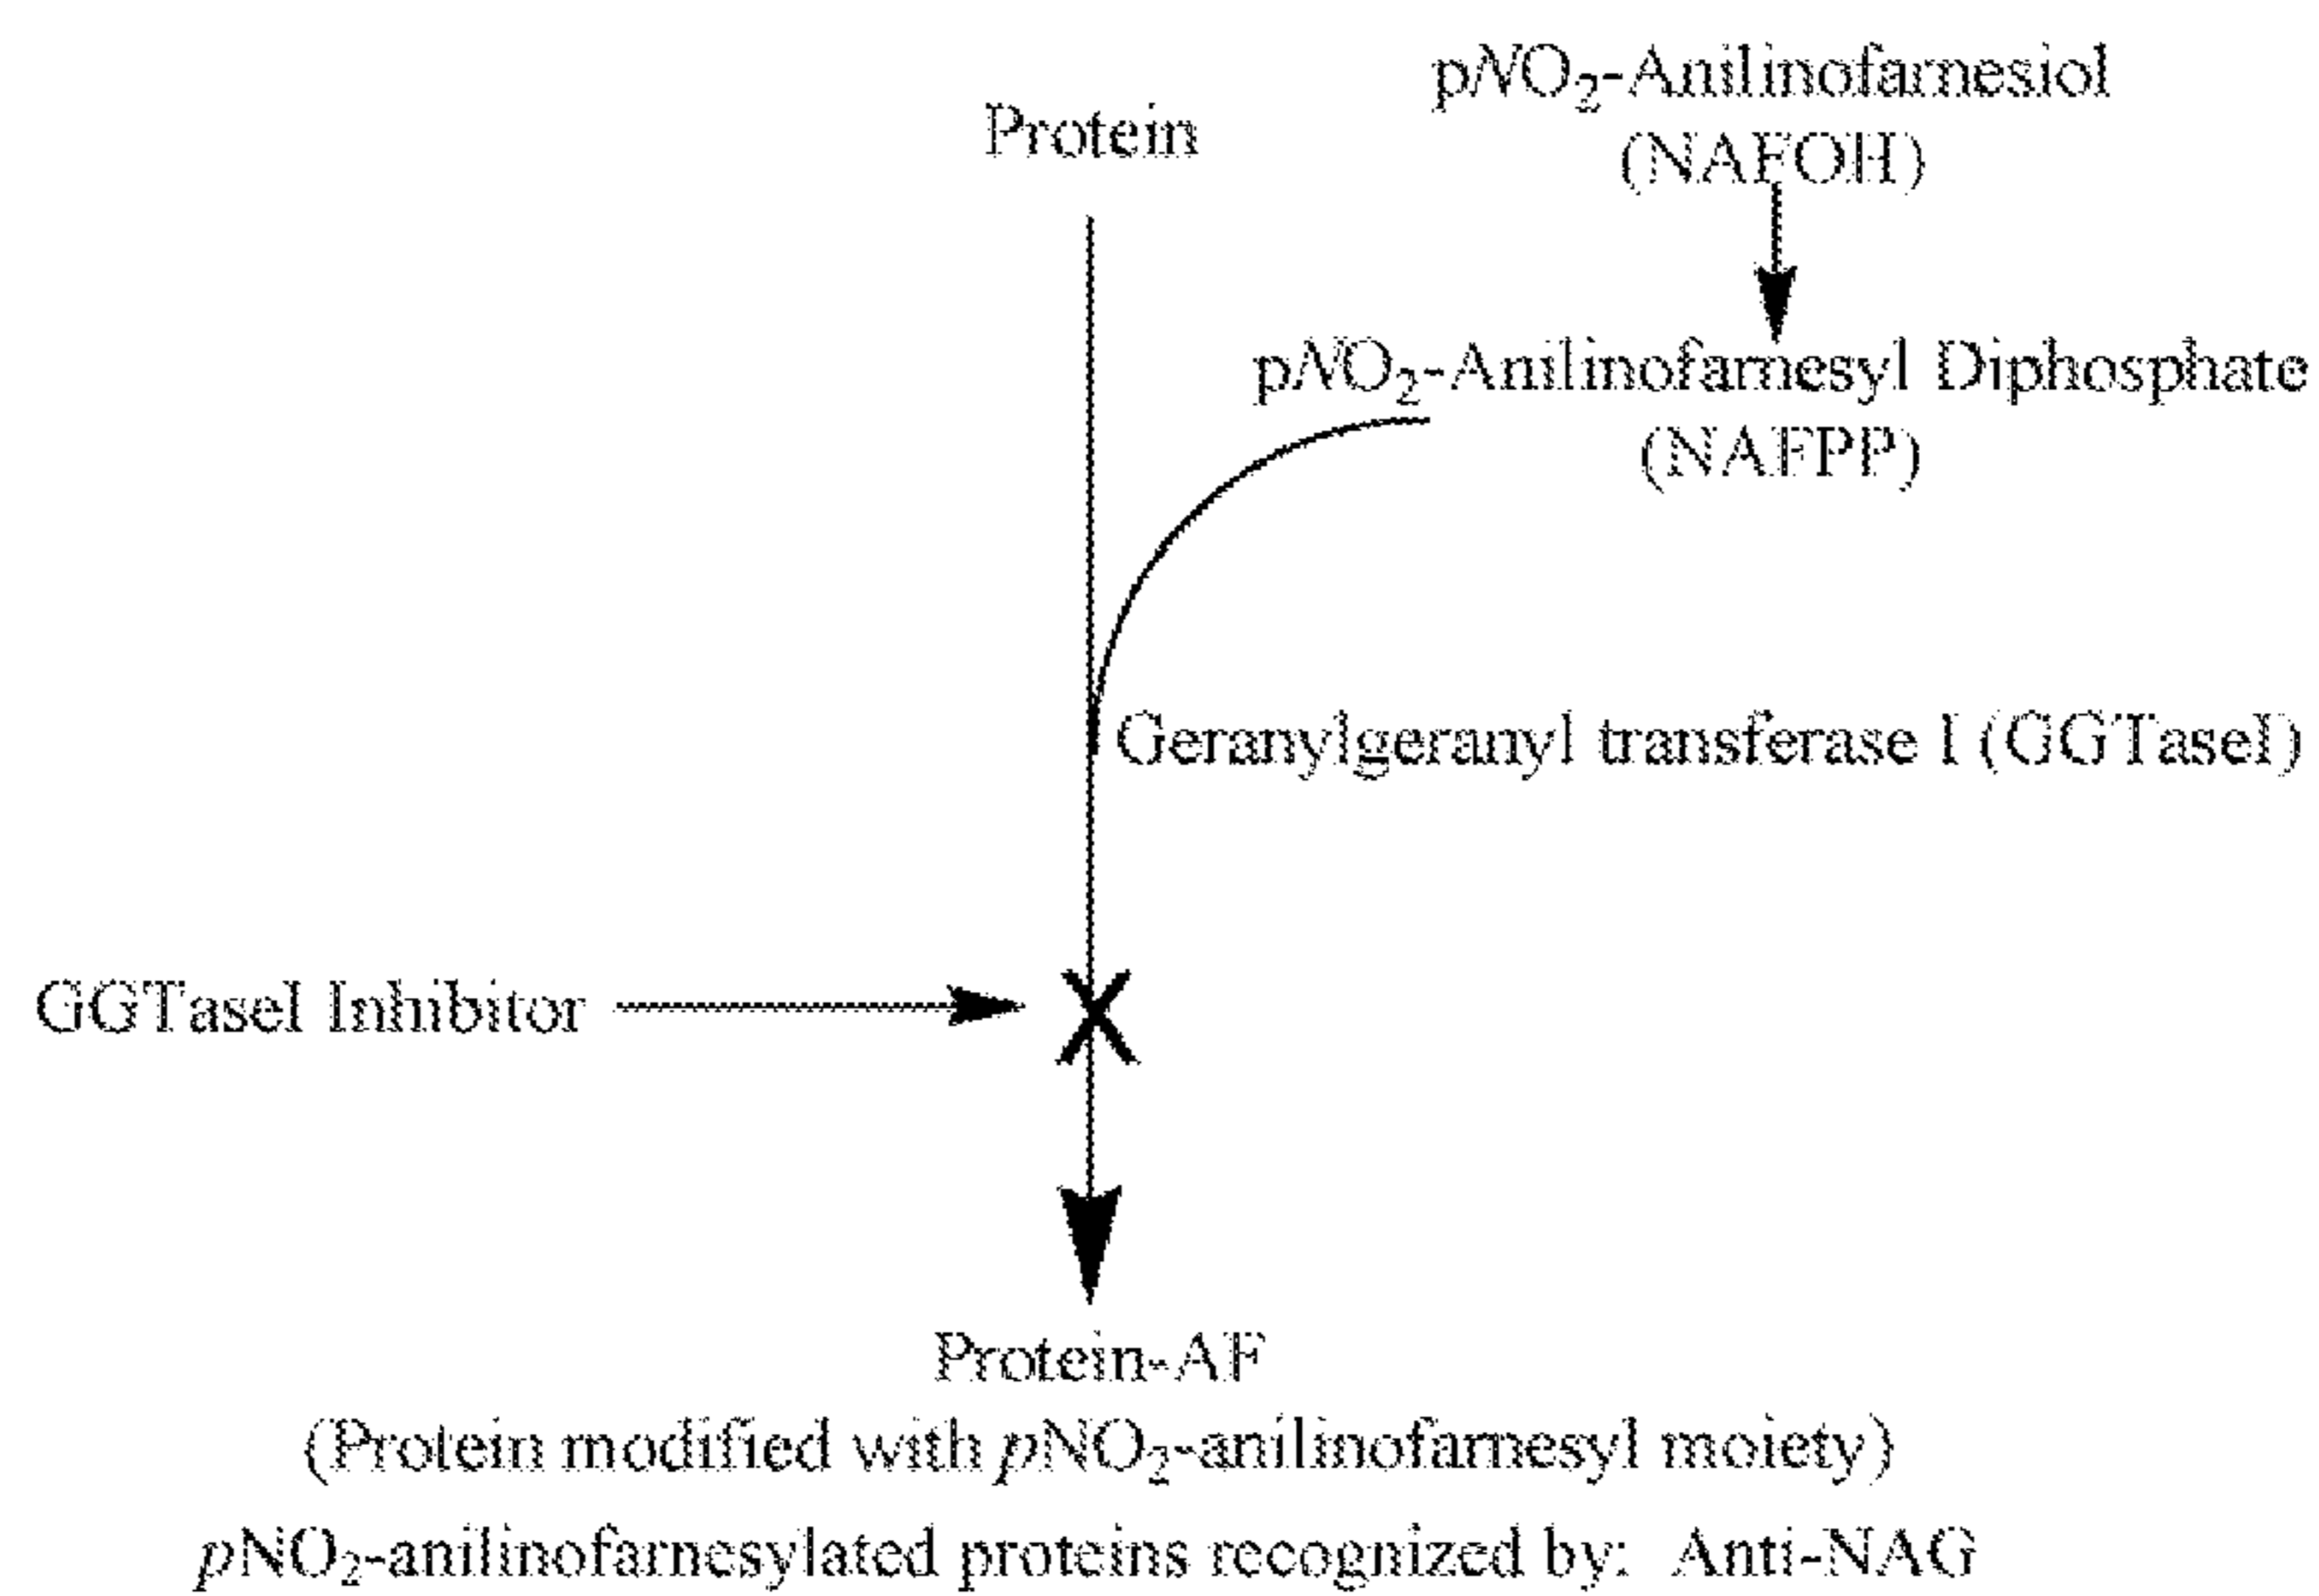 Protein
pNO₂-Anilinofarnesiol
(NAFOH)
pNO₂-Anilinofarnesyl Diphosphate
(NAFPP)
Geranylgeranyl transferase I (GGTaseI)
GGTaseI Inhibitor
X
Protein-AF
(Protein modified with pNO₂-anilinofarnesyl moiety)
pNO₂-anilinofarnesylated proteins recognized by: Anti-NAG